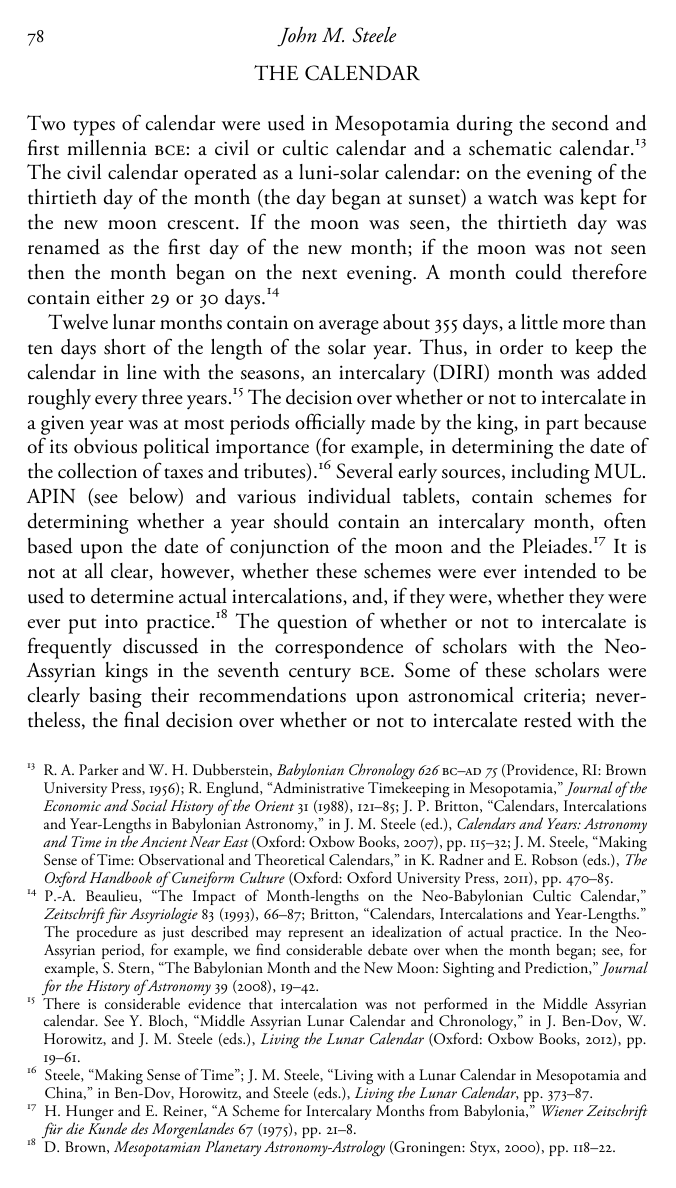 78
John M. Steele
THE CALENDAR
Two types of calendar were used in Mesopotamia during the second and
first millennia BCE: a civil or cultic calendar and a schematic calendar.13
The civil calendar operated as a luni-solar calendar: on the evening of the
thirtieth day of the month (the day began at sunset) a watch was kept for
the new moon crescent. If the moon was seen, the thirtieth day was
renamed as the first day of the new month; if the moon was not seen
then the month began on the next evening. A month could therefore
contain either 29 or 30 days.14
Twelve lunar months contain on average about 355 days, a little more than
ten days short of the length of the solar year. Thus, in order to keep the
calendar in line with the seasons, an intercalary (DIRI) month was added
roughly every three years.15 The decision over whether or not to intercalate in
a given year was at most periods officially made by the king, in part because
of its obvious political importance (for example, in determining the date of
the collection of taxes and tributes).16 Several early sources, including MUL.
APIN (see below) and various individual tablets, contain schemes for
determining whether a year should contain an intercalary month, often
based upon the date of conjunction of the moon and the Pleiades.17 It is
not at all clear, however, whether these schemes were ever intended to be
used to determine actual intercalations, and, if they were, whether they were
ever put into practice.18 The question of whether or not to intercalate is
frequently discussed in the correspondence of scholars with the Neo-
Assyrian kings in the seventh century BCE. Some of these scholars were
clearly basing their recommendations upon astronomical criteria; never-
theless, the final decision over whether or not to intercalate rested with the
13 R. A. Parker and W. H. Dubberstein, Babylonian Chronology 626 BC–AD 75 (Providence, RI: Brown
University Press, 1956); R. Englund, “Administrative Timekeeping in Mesopotamia,” Journal of the
Economic and Social History of the Orient 31 (1988), 121–85; J. P. Britton, “Calendars, Intercalations
and Year-Lengths in Babylonian Astronomy,” in J. M. Steele (ed.), Calendars and Years: Astronomy
and Time in the Ancient Near East (Oxford: Oxbow Books, 2007), pp. 115–32; J. M. Steele, “Making
Sense of Time: Observational and Theoretical Calendars,” in K. Radner and E. Robson (eds.), The
Oxford Handbook of Cuneiform Culture (Oxford: Oxford University Press, 2011), pp. 470–85.
14 P.-A. Beaulieu, “The Impact of Month-lengths on the Neo-Babylonian Cultic Calendar,”
Zeitschrift für Assyriologie 83 (1993), 66–87; Britton, “Calendars, Intercalations and Year-Lengths.”
The procedure as just described may represent an idealization of actual practice. In the Neo-
Assyrian period, for example, we find considerable debate over when the month began; see, for
example, S. Stern, “The Babylonian Month and the New Moon: Sighting and Prediction,” Journal
for the History of Astronomy 39 (2008), 19–42.
15 There is considerable evidence that intercalation was not performed in the Middle Assyrian
calendar. See Y. Bloch, “Middle Assyrian Lunar Calendar and Chronology,” in J. Ben-Dov, W.
Horowitz, and J. M. Steele (eds.), Living the Lunar Calendar (Oxford: Oxbow Books, 2012), pp.
19–61.
16 Steele, “Making Sense of Time”; J. M. Steele, “Living with a Lunar Calendar in Mesopotamia and
China,” in Ben-Dov, Horowitz, and Steele (eds.), Living the Lunar Calendar, pp. 373–87.
17 H. Hunger and E. Reiner, “A Scheme for Intercalary Months from Babylonia,” Wiener Zeitschrift
für die Kunde des Morgenlandes 67 (1975), pp. 21–8.
18 D. Brown, Mesopotamian Planetary Astronomy-Astrology (Groningen: Styx, 2000), pp. 118–22.